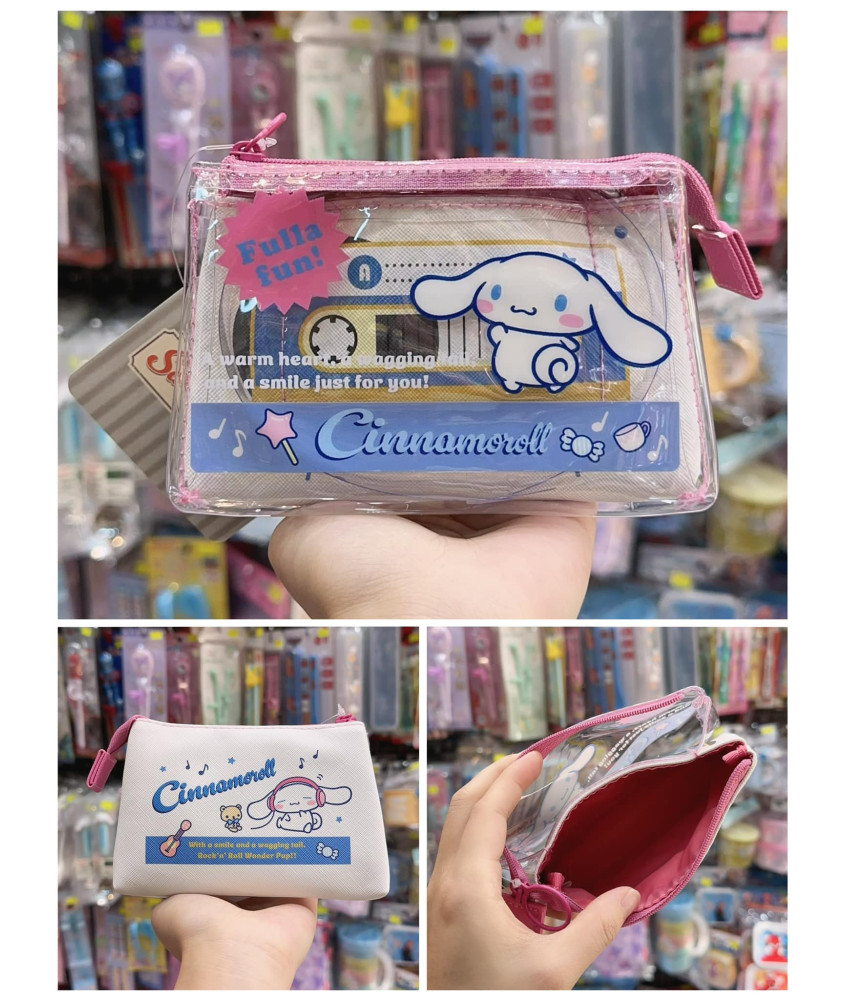 Fulla
fun!
A warm heart, a wagging tail,
and a smile just for you!
Cinnamoroll
Cinnamoroll
With a smile and a wagging tail,
Rock'n' Roll Wonder Pup!!